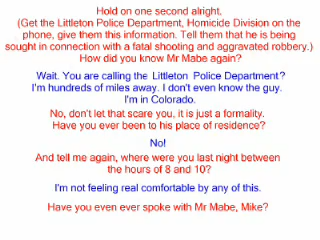 Hold on one second alright.
(Get the Littleton Police Department, Homicide Division on the
phone, give them this information. Tell them that he is being
sought in connection with a fatal shooting and aggravated robbery.)
How did you know Mr Mabe again?
Wait. You are calling the Littleton Police Department?
I'm hundreds of miles away. I don't even know the guy.
I'm in Colorado.
No, don't let that scare you, it is just a formality.
Have you ever been to his place of residence?
No!
And tell me again, where were you last night between
the hours of 8 and 10?
I'm not feeling real comfortable by any of this.
Have you even ever spoke with Mr Mabe, Mike?